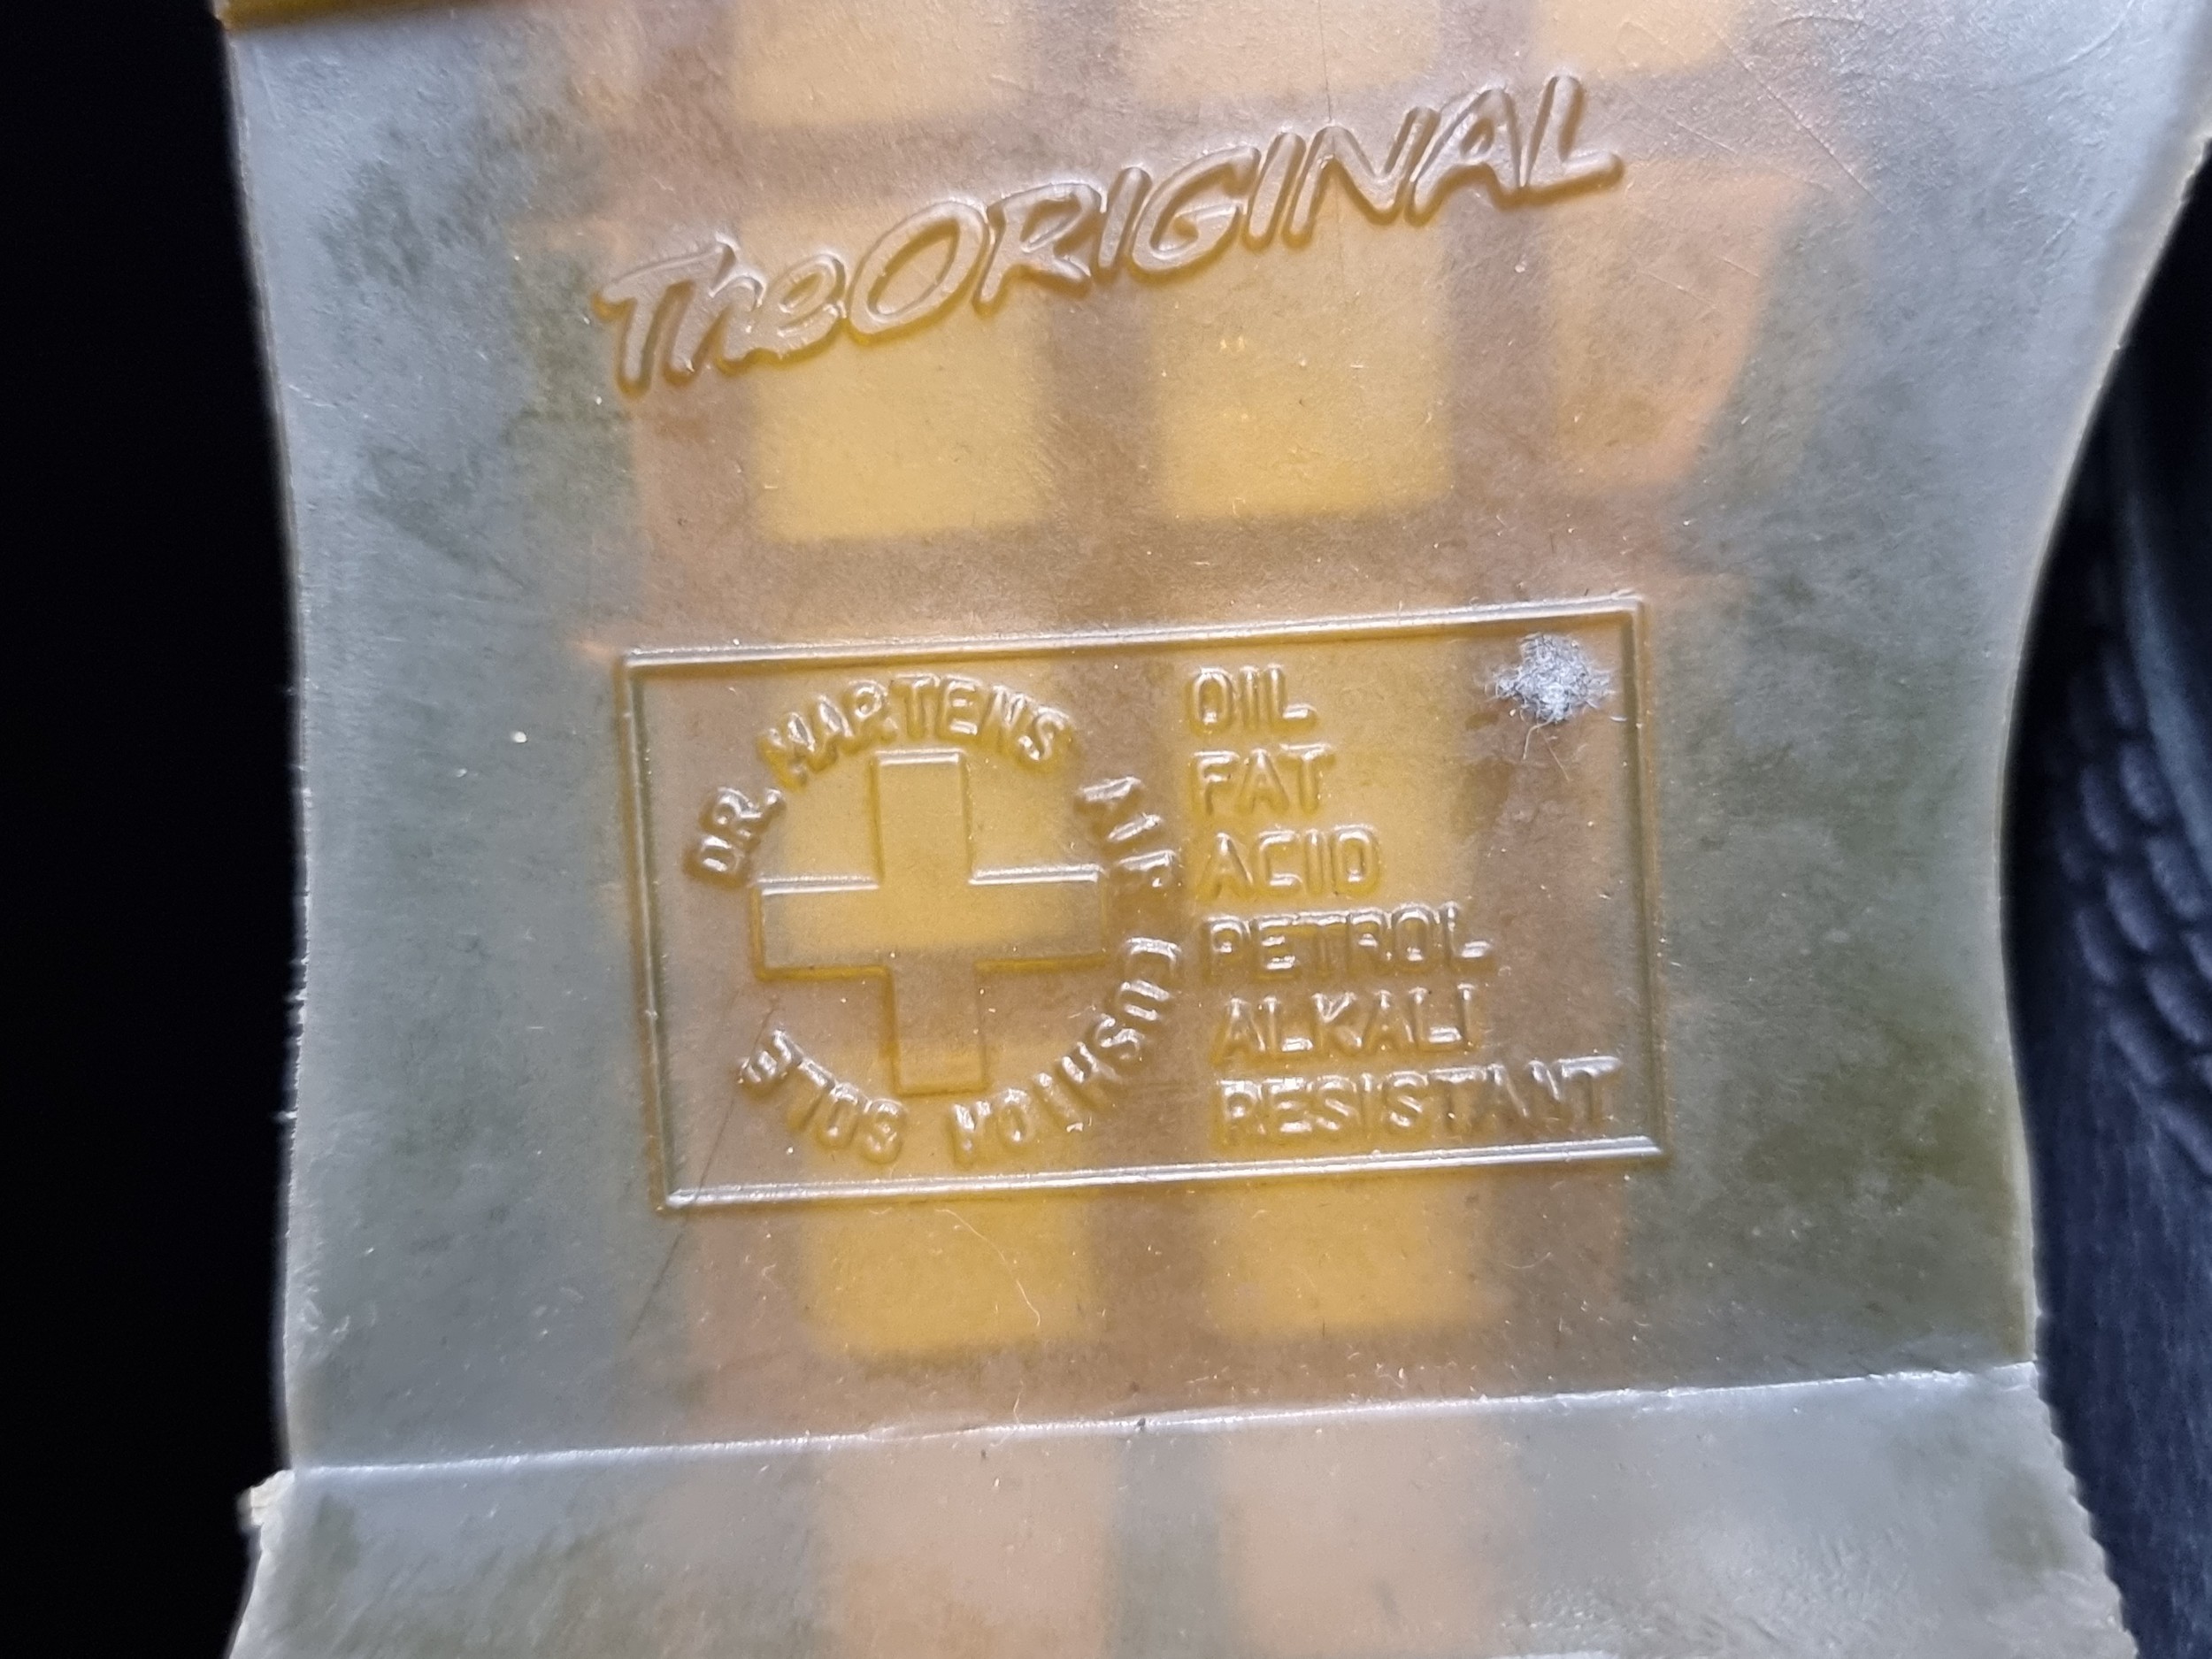 The ORIGINAL
DR. MARTENS AIR CUSHION SOLE
OIL
FAT
ACID
PETROL
ALKALI
RESISTANT